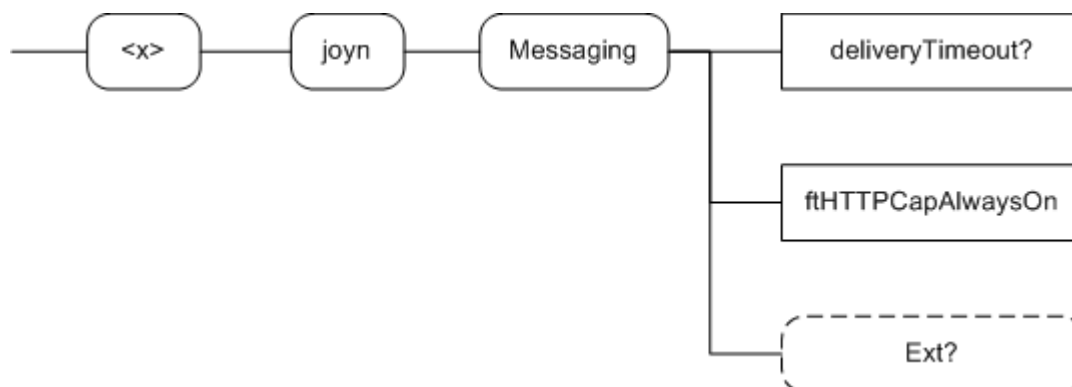 <x>
joyn
Messaging
deliveryTimeout?
ftHTTPCapAlwaysOn
Ext?